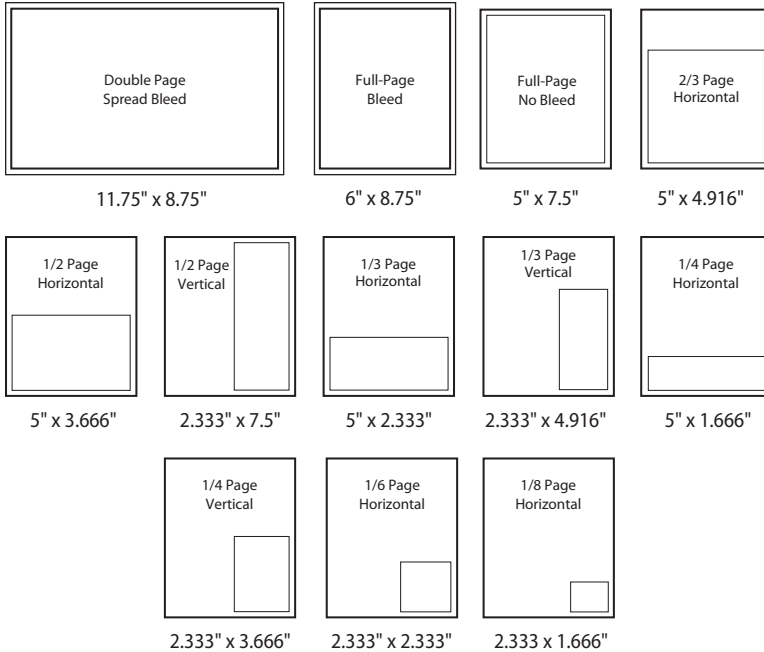 Double Page
Spread Bleed
Full-Page
Bleed
Full-Page
No Bleed
2/3 Page
Horizontal
11.75" x 8.75"
6" x 8.75"
5" x 7.5"
5" x 4.916"
1/2 Page
Horizontal
1/2 Page
Vertical
1/3 Page
Horizontal
1/3 Page
Vertical
1/4 Page
Horizontal
5" x 3.666"
2.333" x 7.5"
5" x 2.333"
2.333" x 4.916"
5" x 1.666"
1/4 Page
Vertical
1/6 Page
Horizontal
1/8 Page
Horizontal
2.333" x 3.666"
2.333" x 2.333"
2.333 x 1.666"